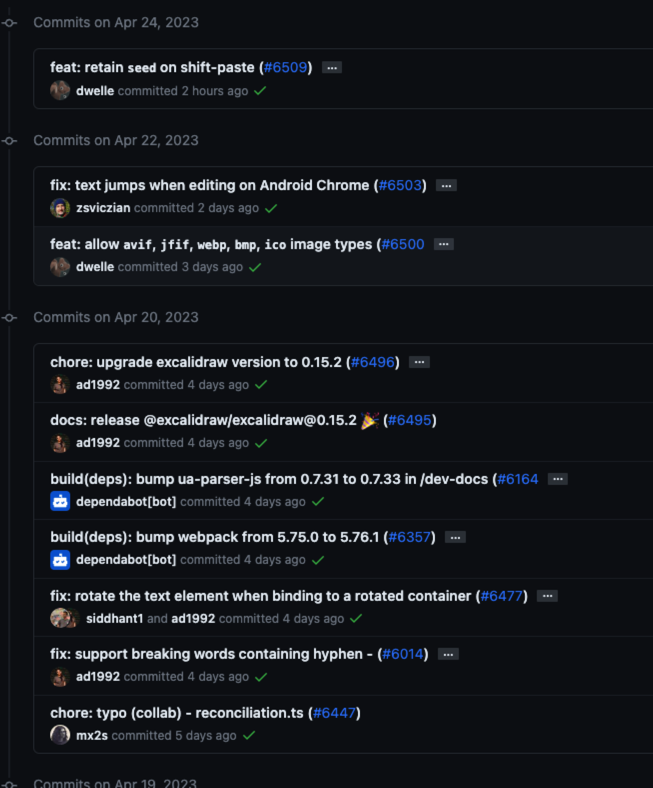 Commits on Apr 24, 2023
feat: retain seed on shift-paste (#6509) ...
dwelle committed 2 hours ago
Commits on Apr 22, 2023
fix: text jumps when editing on Android Chrome (#6503) ...
zsviczian committed 2 days ago
feat: allow avif, jfif, webp, bmp, ico image types (#6500 ...
dwelle committed 3 days ago
Commits on Apr 20, 2023
chore: upgrade excalidraw version to 0.15.2 (#6496) ...
ad1992 committed 4 days ago
docs: release @excalidraw/excalidraw@0.15.2 🎉 (#6495)
ad1992 committed 4 days ago
build(deps): bump ua-parser-js from 0.7.31 to 0.7.33 in /dev-docs (#6164 ...
dependabot[bot] committed 4 days ago
build(deps): bump webpack from 5.75.0 to 5.76.1 (#6357) ...
dependabot[bot] committed 4 days ago
fix: rotate the text element when binding to a rotated container (#6477) ...
siddhant1 and ad1992 committed 4 days ago
fix: support breaking words containing hyphen - (#6014) ...
ad1992 committed 4 days ago
chore: typo (collab) - reconciliation.ts (#6447)
mx2s committed 5 days ago
Commits on Apr 19, 2023